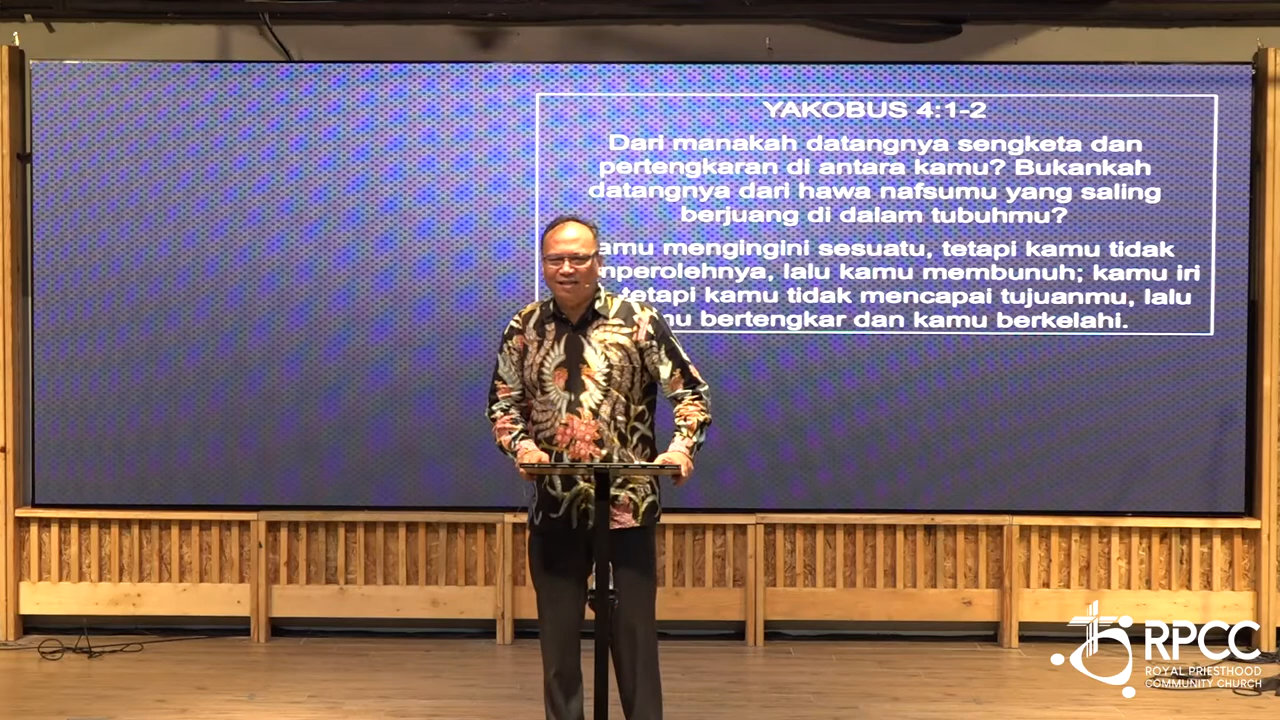 YAKOBUS 4:1-2
Dari manakah datangnya sengketa dan
pertengkaran di antara kamu? Bukankah
datangnya dari hawa nafsumu yang saling
berjuang di dalam tubuhmu?
mengingini sesuatu, tetapi kamu tidak
lalu kamu membunuh; kamu iri
tetapi kamu tidak mencapai tujuanmu, lalu
bertengkar dan kamu berkelahi.
RPCC
ROYAL PRIESTHOOD
COMMUNITY CHURCH